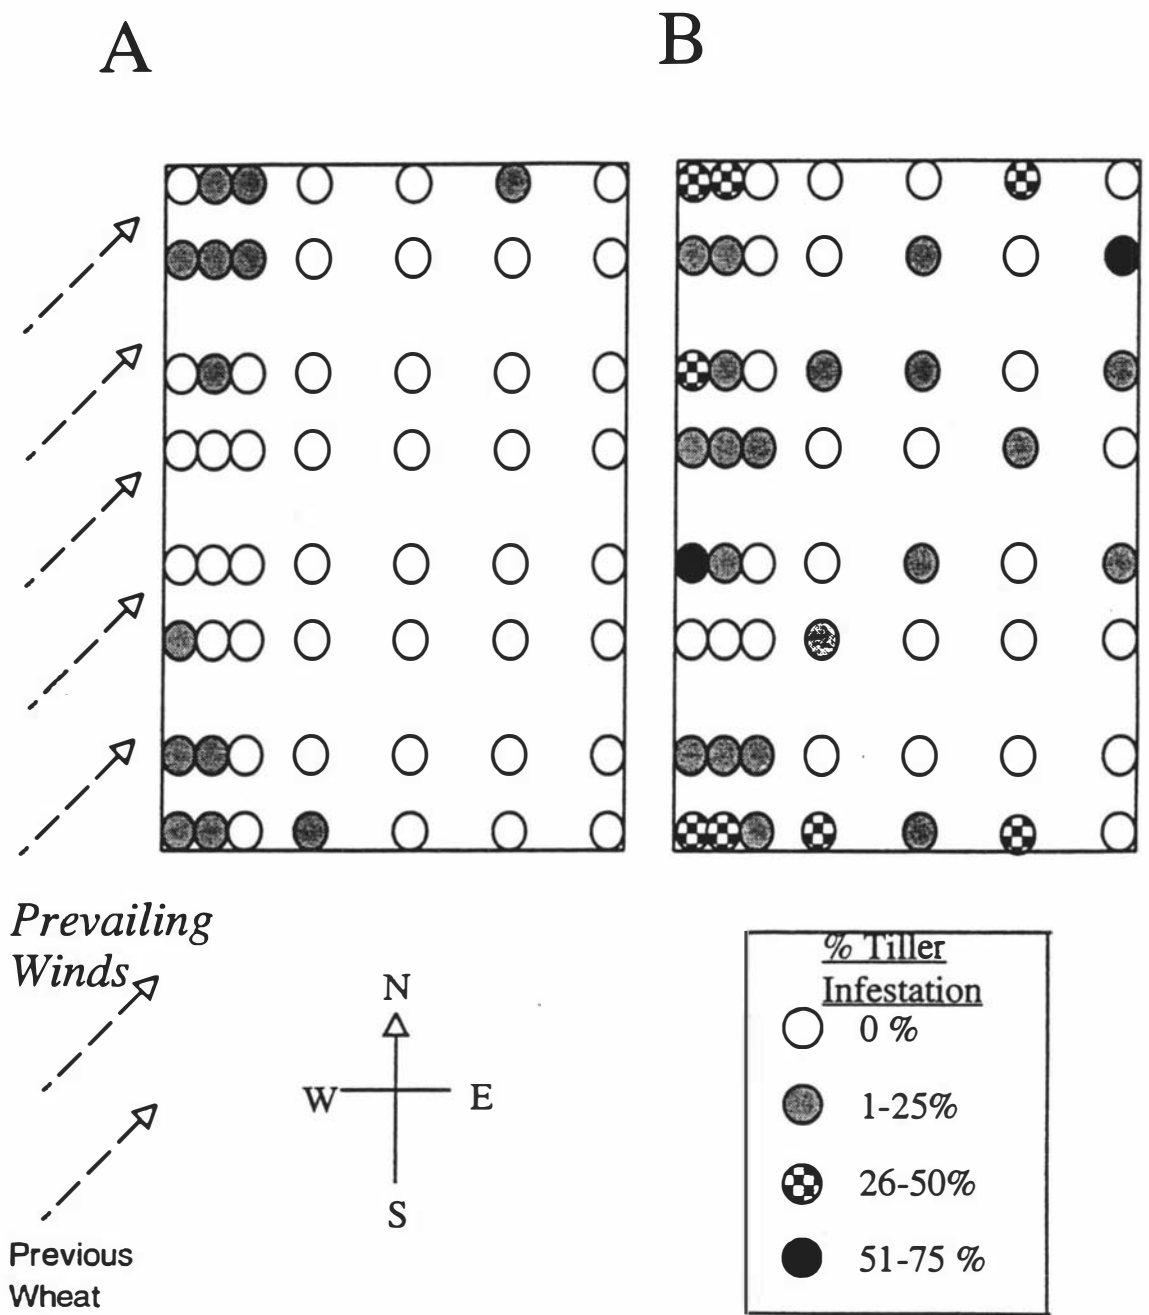 A
B
Prevailing
Winds
N
W
E
S
Previous
Wheat
% Tiller
Infestation
0 %
1-25%
26-50%
51-75 %